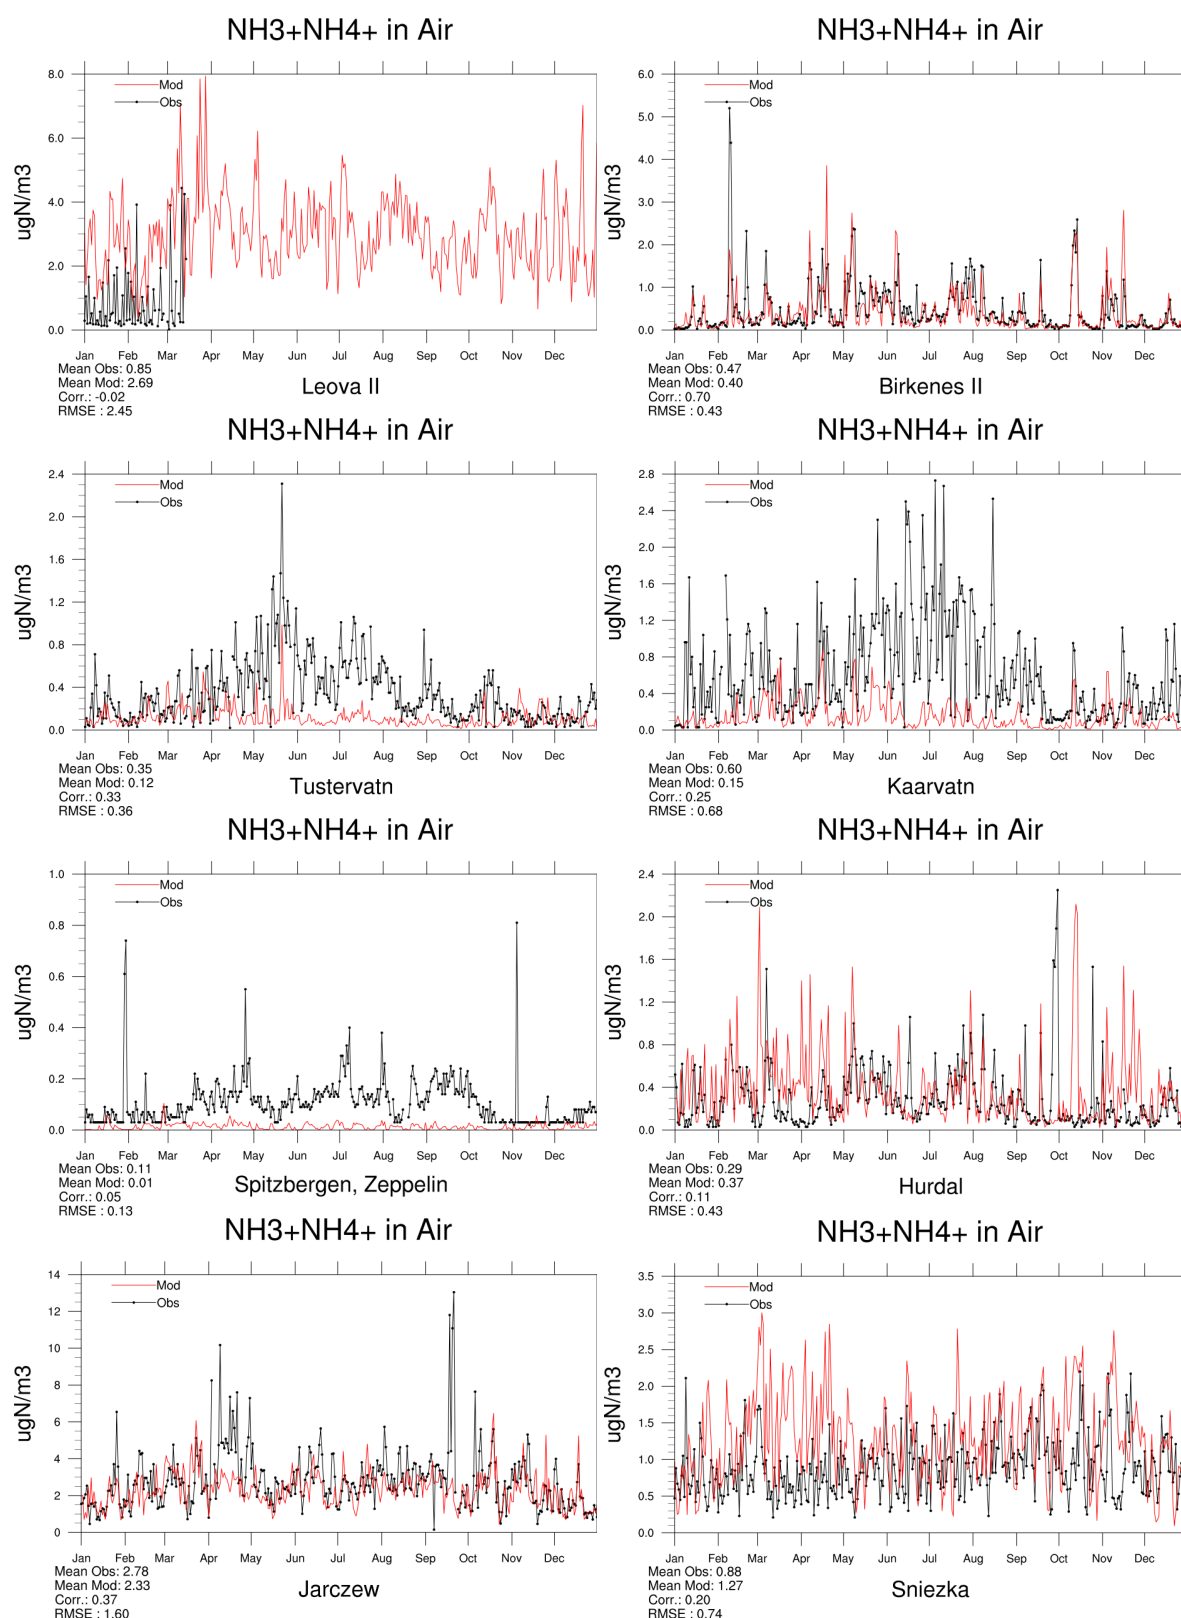 NH3+NH4+ in Air
8.0
6.0
4.0
2.0
0.0
ugN/m3
Mod
Obs
Jan Feb Mar Apr May Jun Jul Aug Sep Oct Nov Dec
Mean Obs: 0.85
Mean Mod: 2.69
Corr.: -0.02
RMSE : 2.45
Leova II
NH3+NH4+ in Air
6.0
5.0
4.0
3.0
2.0
1.0
0.0
ugN/m3
Mod
Obs
Jan Feb Mar Apr May Jun Jul Aug Sep Oct Nov Dec
Mean Obs: 0.47
Mean Mod: 0.40
Corr.: 0.70
RMSE : 0.43
Birkenes II
NH3+NH4+ in Air
2.4
2.0
1.6
1.2
0.8
0.4
0.0
ugN/m3
Mod
Obs
Jan Feb Mar Apr May Jun Jul Aug Sep Oct Nov Dec
Mean Obs: 0.35
Mean Mod: 0.12
Corr.: 0.33
RMSE : 0.36
Tustervatn
NH3+NH4+ in Air
2.8
2.4
2.0
1.6
1.2
0.8
0.4
0.0
ugN/m3
Mod
Obs
Jan Feb Mar Apr May Jun Jul Aug Sep Oct Nov Dec
Mean Obs: 0.60
Mean Mod: 0.15
Corr.: 0.25
RMSE : 0.68
Kaarvatn
NH3+NH4+ in Air
1.0
0.8
0.6
0.4
0.2
0.0
ugN/m3
Mod
Obs
Jan Feb Mar Apr May Jun Jul Aug Sep Oct Nov Dec
Mean Obs: 0.11
Mean Mod: 0.01
Corr.: 0.05
RMSE : 0.13
Spitzbergen, Zeppelin
NH3+NH4+ in Air
2.4
2.0
1.6
1.2
0.8
0.4
0.0
ugN/m3
Mod
Obs
Jan Feb Mar Apr May Jun Jul Aug Sep Oct Nov Dec
Mean Obs: 0.29
Mean Mod: 0.37
Corr.: 0.11
RMSE : 0.43
Hurdal
NH3+NH4+ in Air
14
12
10
8
6
4
2
0
ugN/m3
Mod
Obs
Jan Feb Mar Apr May Jun Jul Aug Sep Oct Nov Dec
Mean Obs: 2.78
Mean Mod: 2.33
Corr.: 0.37
RMSE : 1.60
Jarczew
NH3+NH4+ in Air
3.5
3.0
2.5
2.0
1.5
1.0
0.5
0.0
ugN/m3
Mod
Obs
Jan Feb Mar Apr May Jun Jul Aug Sep Oct Nov Dec
Mean Obs: 0.88
Mean Mod: 1.27
Corr.: 0.20
RMSE : 0.74
Sniezka